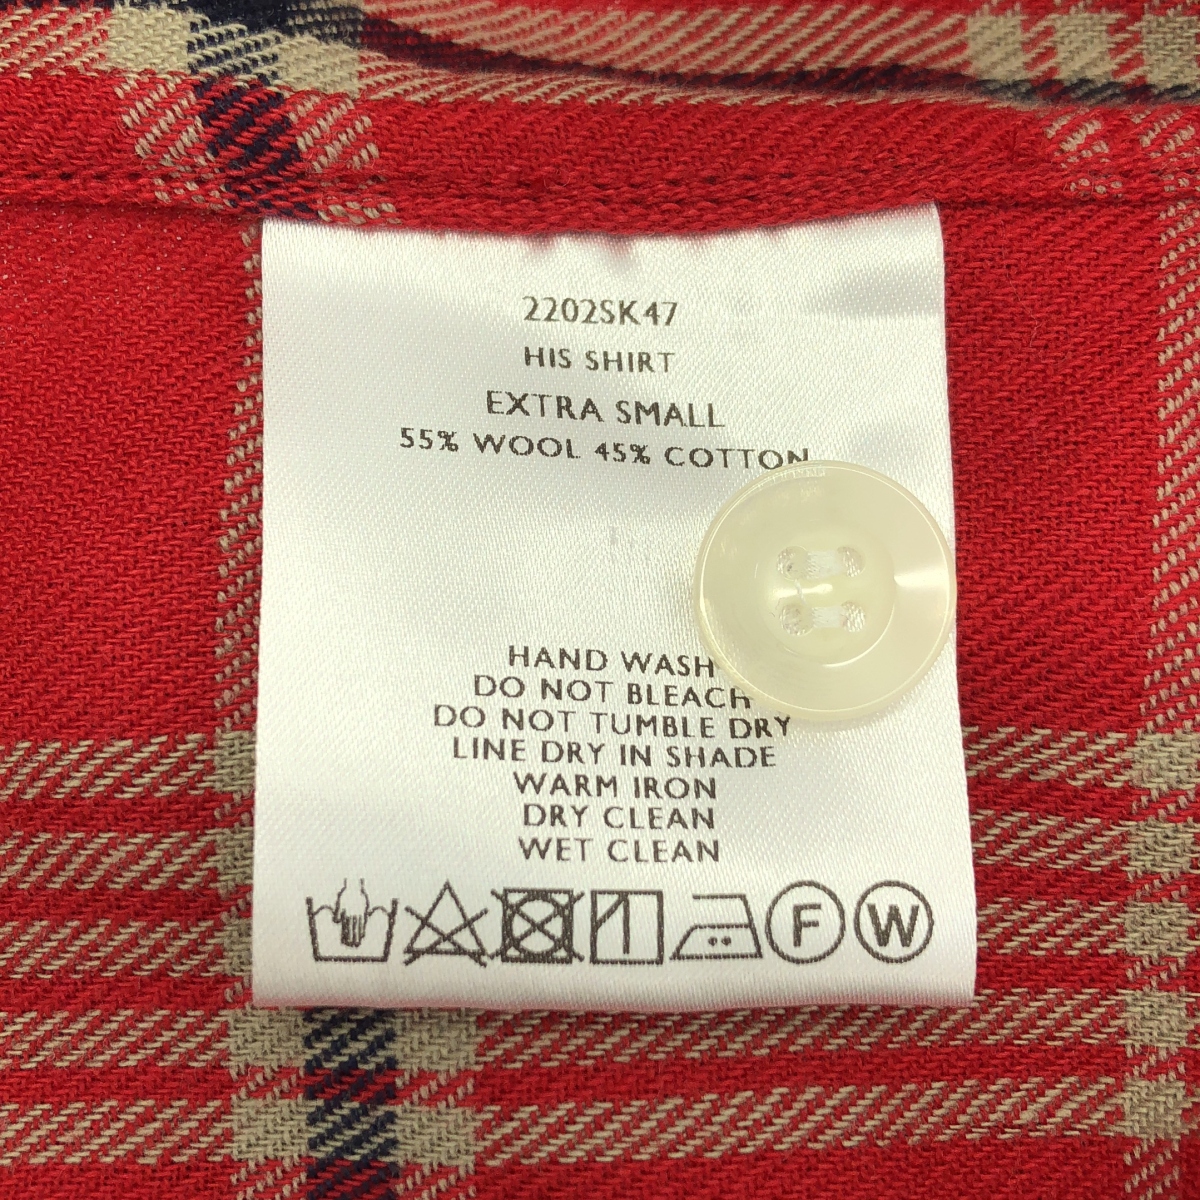 2202SK47
HIS SHIRT
EXTRA SMALL
55% WOOL 45% COTTON
HAND WASH
DO NOT BLEACH
DO NOT TUMBLE DRY
LINE DRY IN SHADE
WARM IRON
DRY CLEAN
WET CLEAN
F W